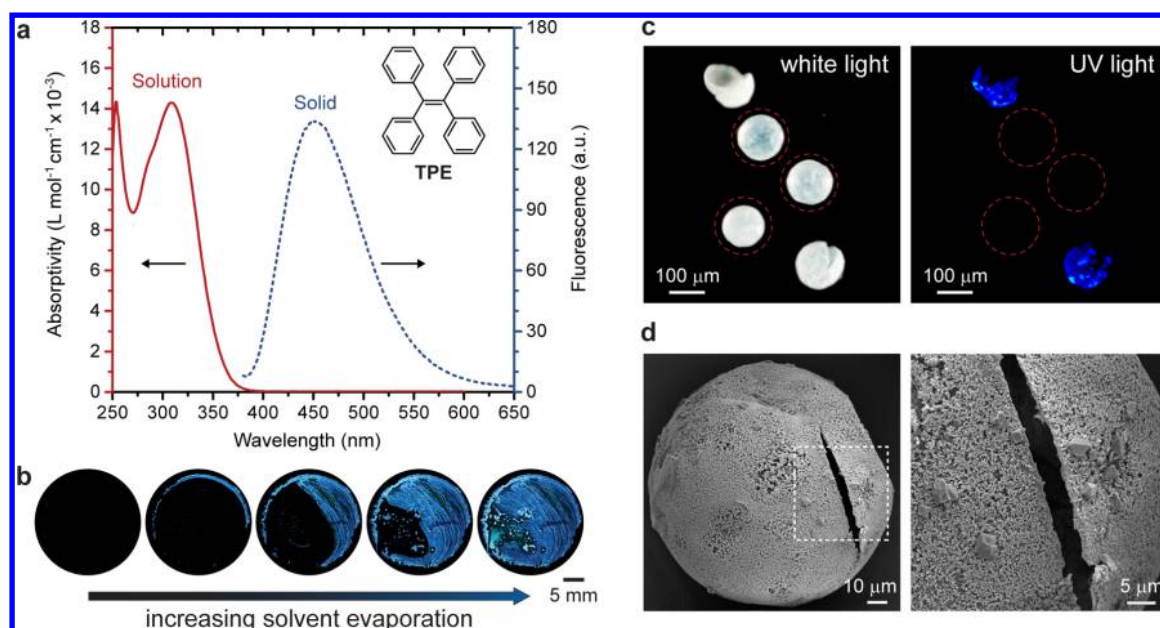 a
18
16
14
12
10
8
6
4
2
0
Absorptivity (L mol⁻¹ cm⁻¹ x10⁻³)
250 300 350 400 450 500 550 600 650
Wavelength (nm)
180
150
120
90
60
30
0
Fluorescence (a.u.)
Solution
Solid
TPE
b
5 mm
increasing solvent evaporation
c
white light
100 μm
UV light
100 μm
d
10 μm
5 μm